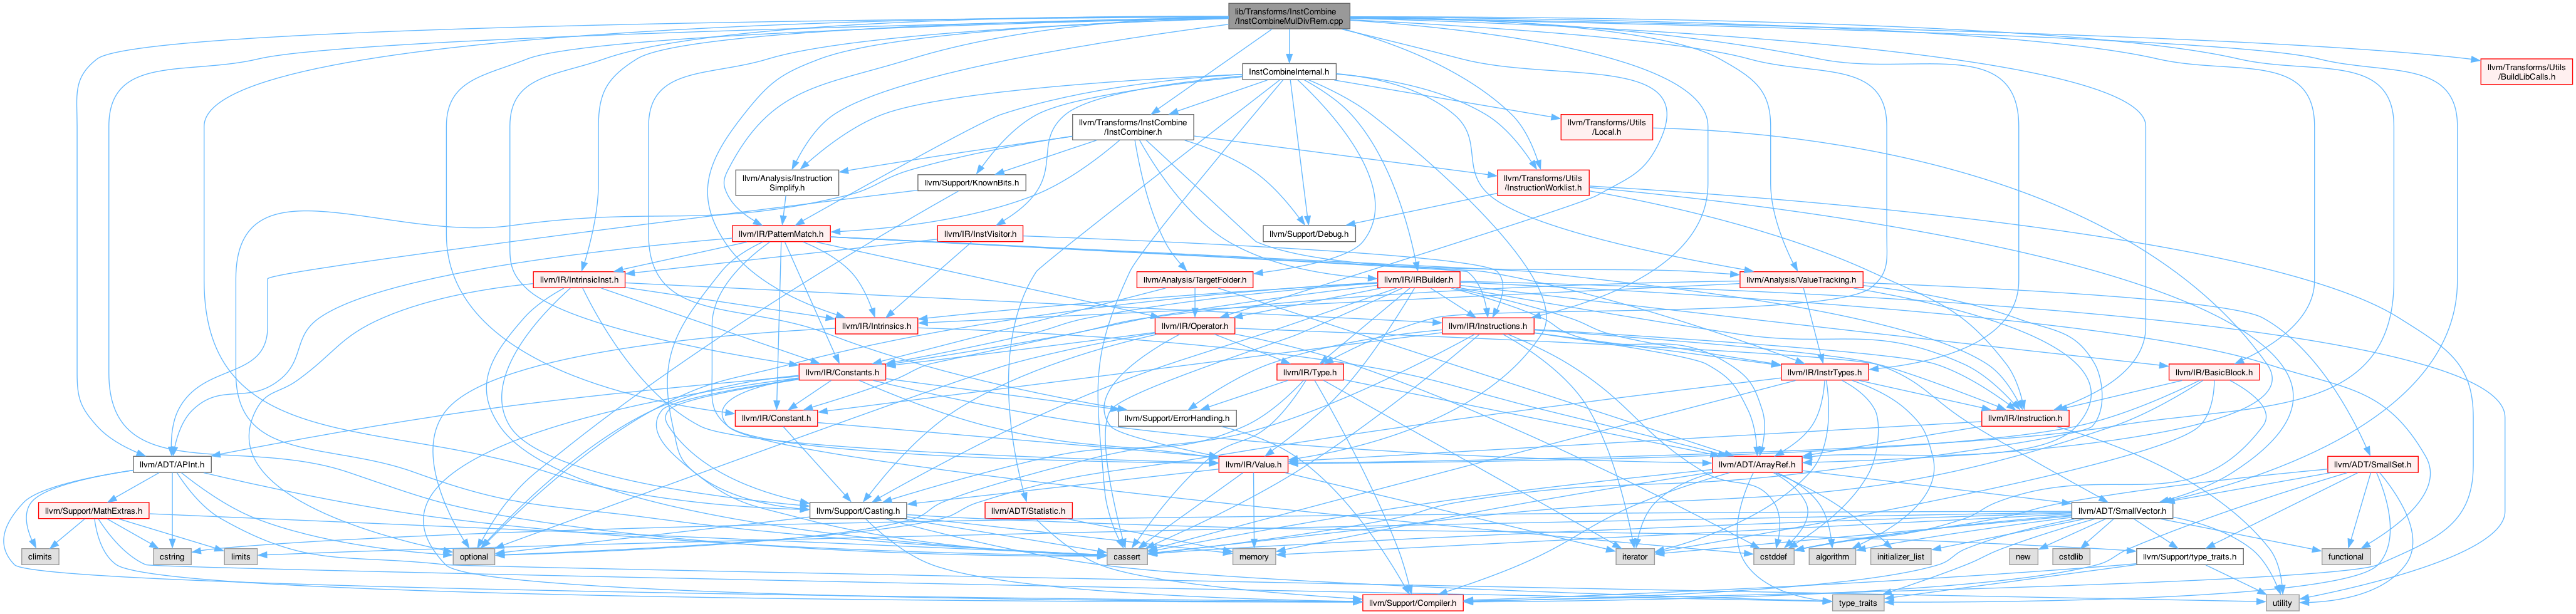 lib/Transforms/InstCombine
/InstCombineMulDivRem.cpp
InstCombineInternal.h
llvm/Transforms/Utils
/BuildLibCalls.h
llvm/Transforms/InstCombine
/InstCombiner.h
llvm/Transforms/Utils
/Local.h
llvm/Analysis/Instruction
Simplify.h
llvm/Support/KnownBits.h
llvm/Transforms/Utils
/InstructionWorklist.h
llvm/IR/PatternMatch.h
llvm/IR/InstVisitor.h
llvm/Support/Debug.h
llvm/IR/IntrinsicInst.h
llvm/Analysis/TargetFolder.h
llvm/IR/IRBuilder.h
llvm/Analysis/ValueTracking.h
llvm/IR/Intrinsics.h
llvm/IR/Operator.h
llvm/IR/Instructions.h
llvm/IR/Constants.h
llvm/IR/Type.h
llvm/IR/InstrTypes.h
llvm/IR/BasicBlock.h
llvm/IR/Constant.h
llvm/Support/ErrorHandling.h
llvm/IR/Instruction.h
llvm/ADT/APInt.h
llvm/IR/Value.h
llvm/ADT/ArrayRef.h
llvm/ADT/SmallSet.h
llvm/Support/MathExtras.h
llvm/Support/Casting.h
llvm/ADT/Statistic.h
llvm/ADT/SmallVector.h
climits
cstring
limits
optional
cassert
memory
iterator
cstddef
algorithm
initializer_list
new
cstdlib
llvm/Support/type_traits.h
functional
llvm/Support/Compiler.h
type_traits
utility